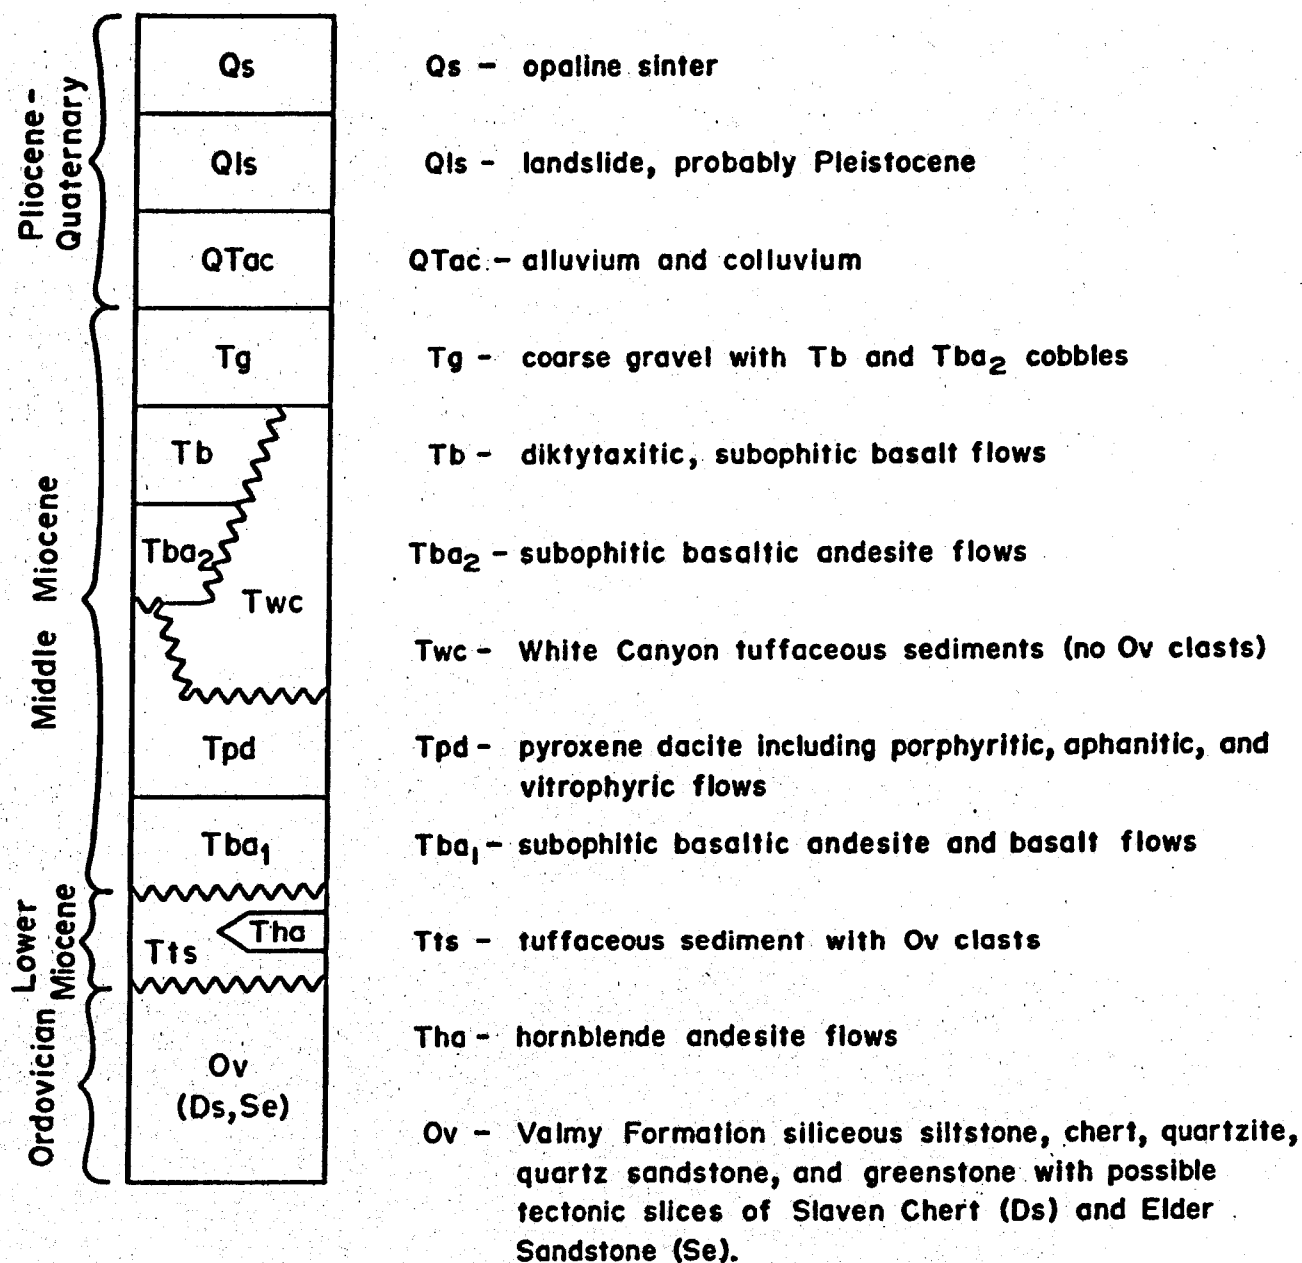 Pliocene-
Quaternary
Middle Miocene
Lower
Miocene
Ordovician
Qs
Qls
QTac
Tg
Tb
Tba₂
Twc
Tpd
Tba₁
Tha
Tts
Ov
(Ds,Se)
Qs - opaline sinter
Qls - landslide, probably Pleistocene
QTac - alluvium and colluvium
Tg - coarse gravel with Tb and Tba₂ cobbles
Tb - diktytaxitic, subophitic basalt flows
Tba₂ - subophitic basaltic andesite flows
Twc - White Canyon tuffaceous sediments (no Ov clasts)
Tpd - pyroxene dacite including porphyritic, aphanitic, and
vitrophyric flows
Tba₁ - subophitic basaltic andesite and basalt flows
Tts - tuffaceous sediment with Ov clasts
Tha - hornblende andesite flows
Ov - Valmy Formation siliceous siltstone, chert, quartzite,
quartz sandstone, and greenstone with possible
tectonic slices of Slaven Chert (Ds) and Elder
Sandstone (Se).